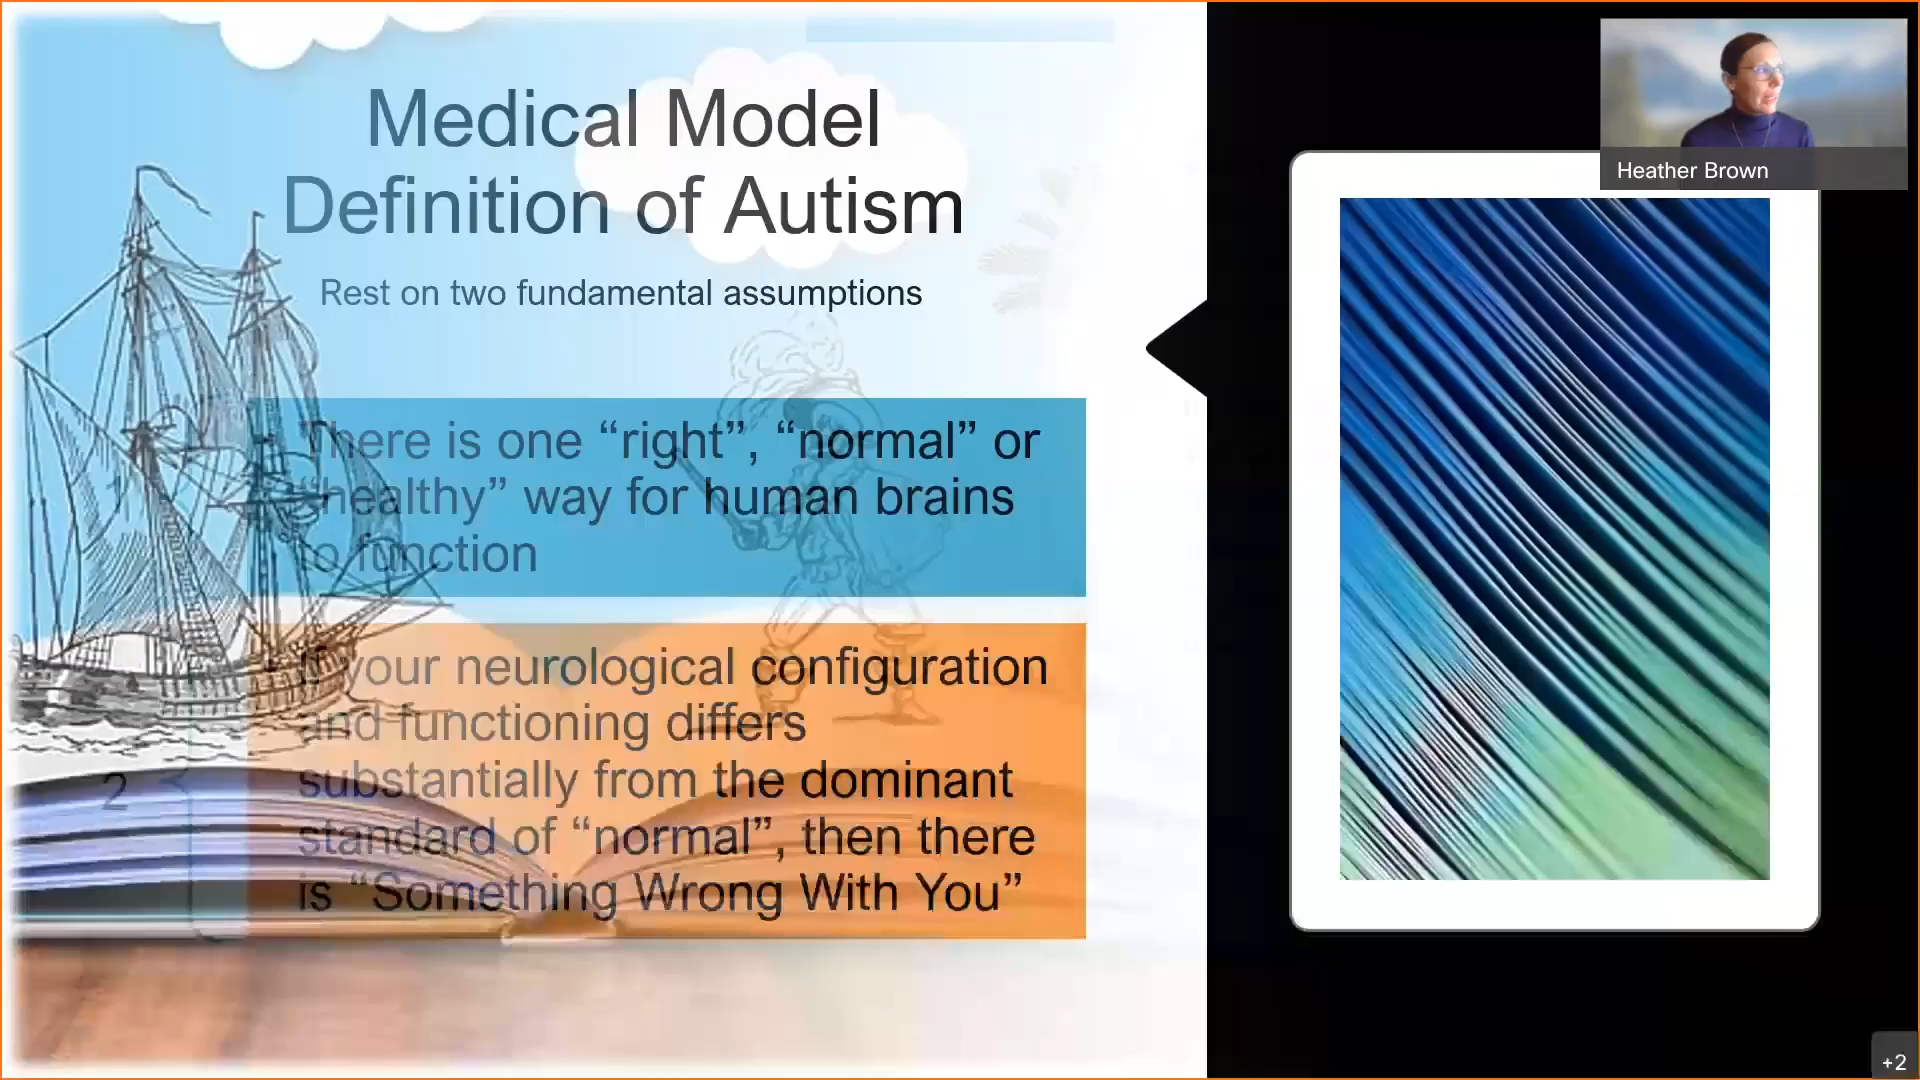 Medical Model
Definition of Autism
Rest on two fundamental assumptions
There is one “right”, “normal” or
“healthy” way for human brains
to function
If your neurological configuration
and functioning differs
substantially from the dominant
standard of “normal”, then there
is “Something Wrong With You”
2
Heather Brown
+2